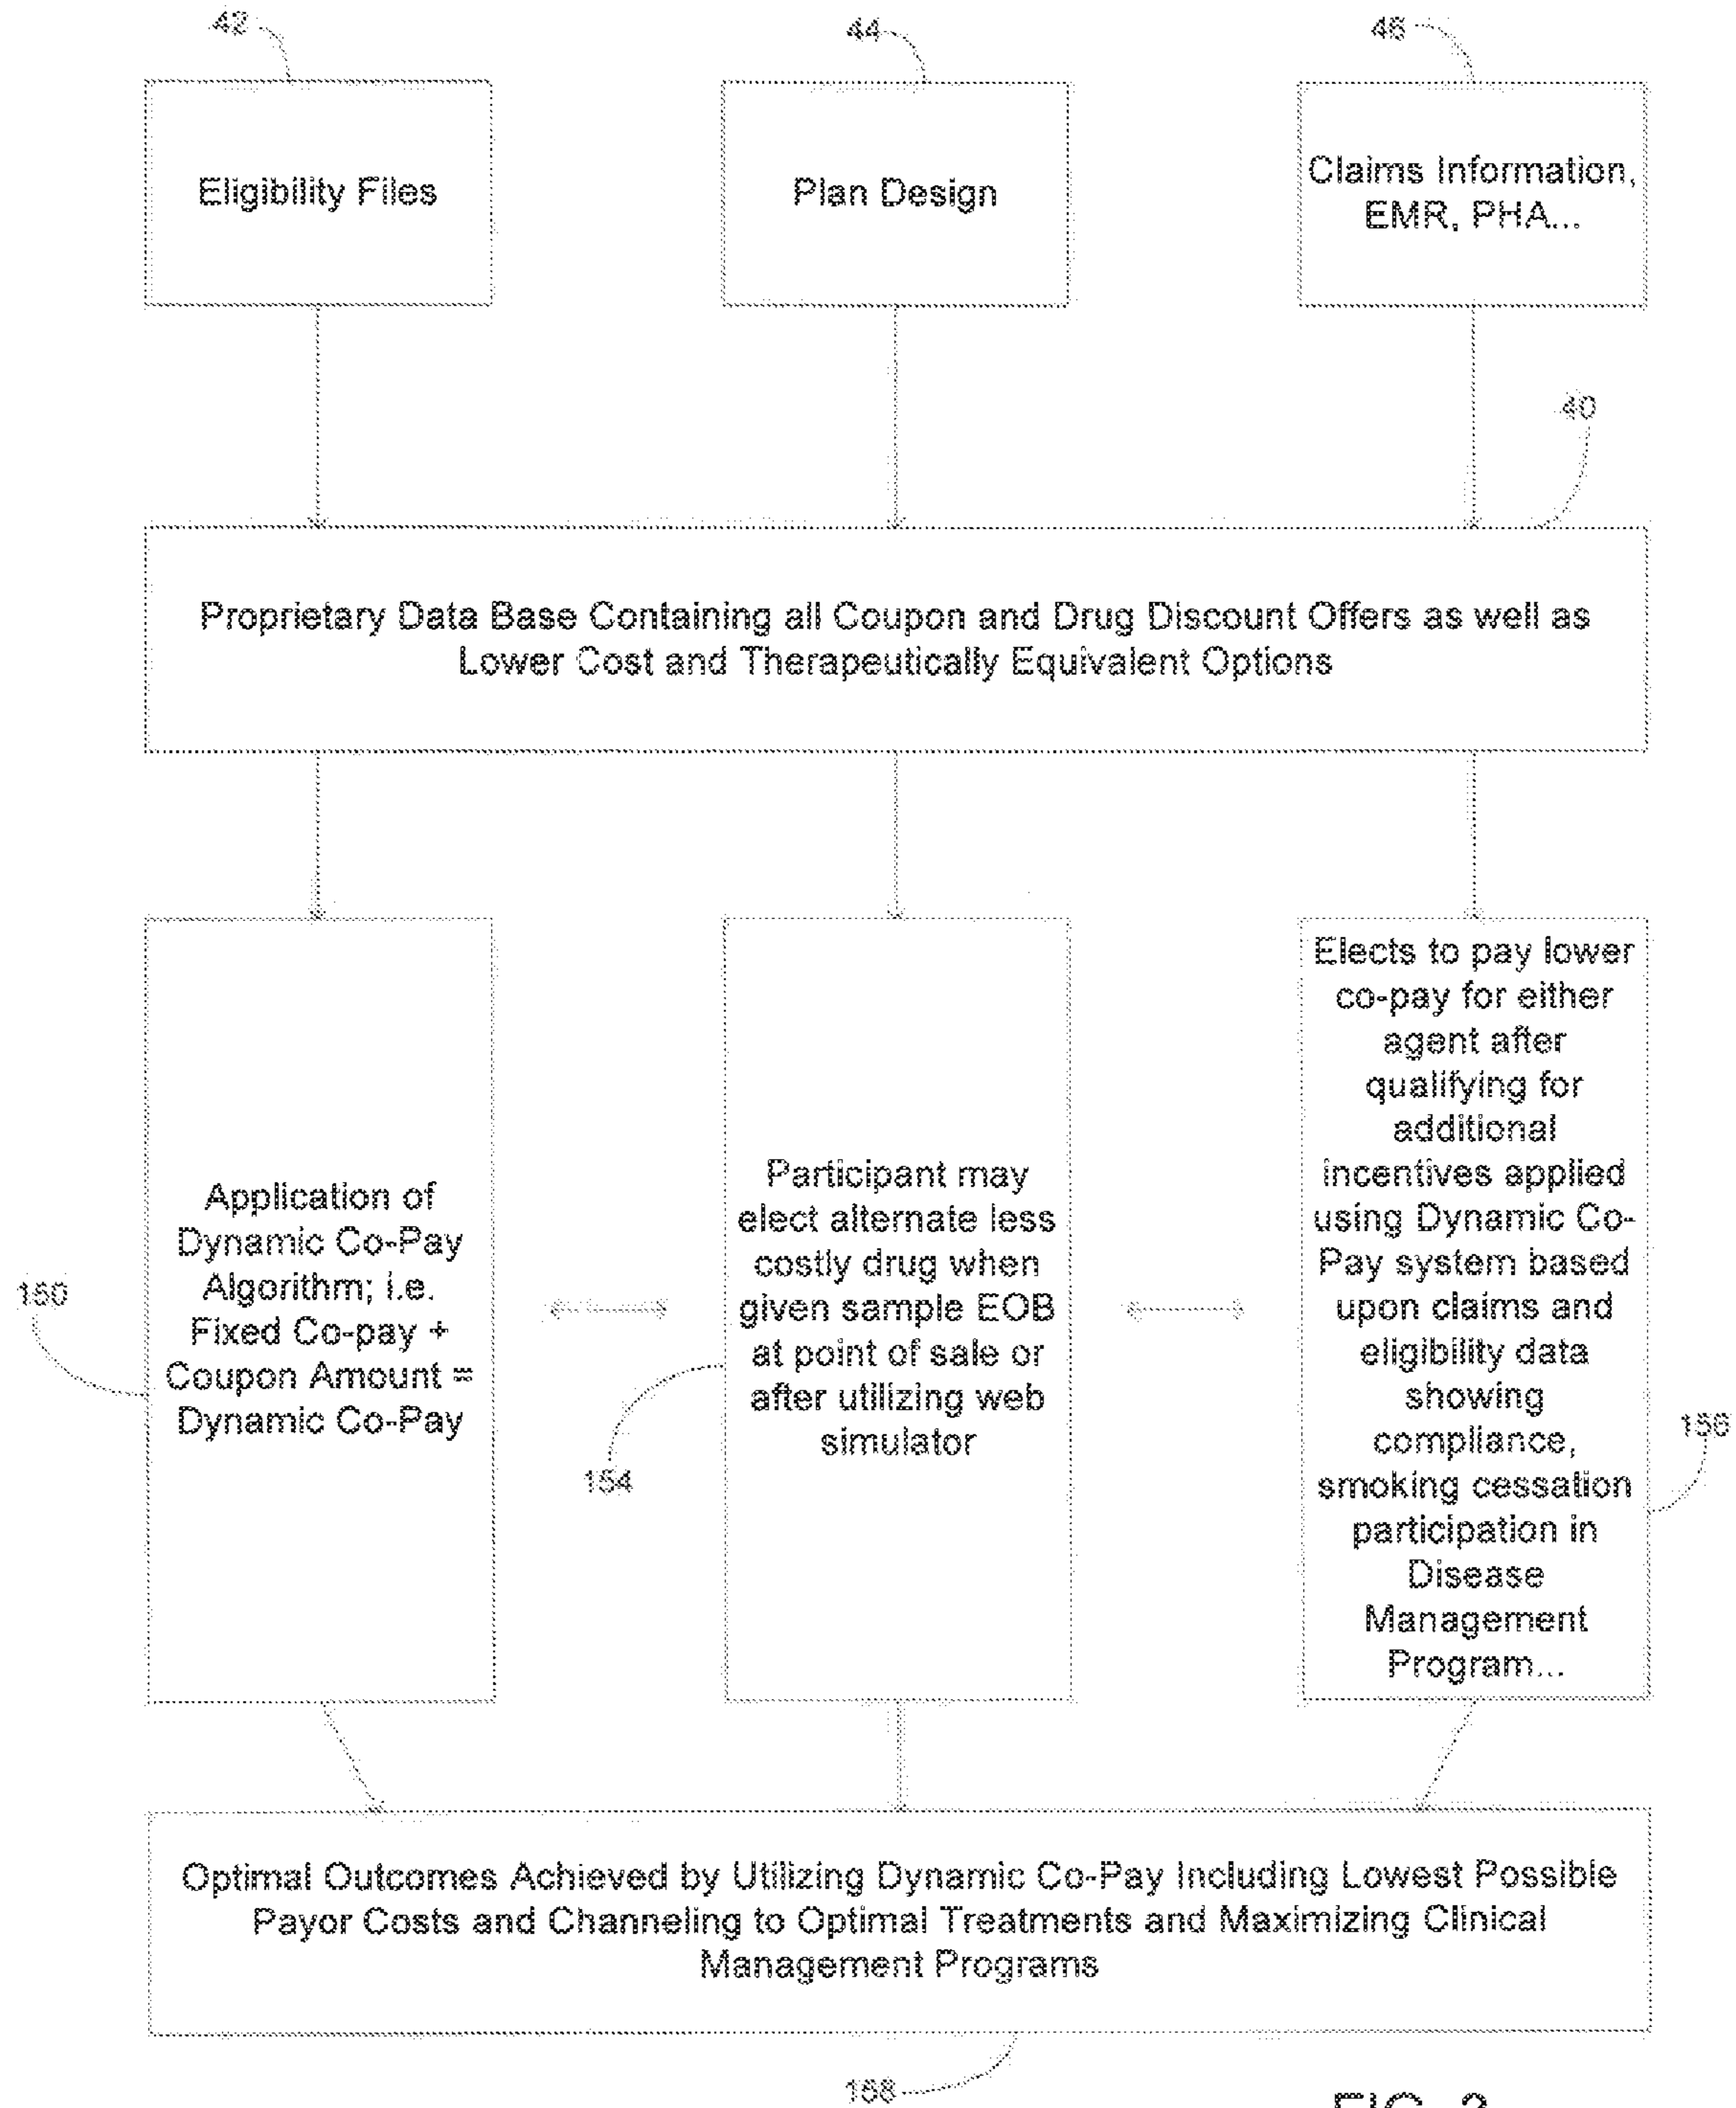 42
44
46
Eligibility Files
Plan Design
Claims Information,
EMR, PHA...
40
Proprietary Data Base Containing all Coupon and Drug Discount Offers as well as
Lower Cost and Therapeutically Equivalent Options
Application of
Dynamic Co-Pay
Algorithm; i.e.
Fixed Co-pay +
Coupon Amount =
Dynamic Co-Pay
150
Participant may
elect alternate less
costly drug when
given sample EOB
at point of sale or
after utilizing web
simulator
154
Elects to pay lower
co-pay for either
agent after
qualifying for
additional
incentives applied
using Dynamic Co-
Pay system based
upon claims and
eligibility data
showing
compliance,
smoking cessation
participation in
Disease
Management
Program...
156
Optimal Outcomes Achieved by Utilizing Dynamic Co-Pay Including Lowest Possible
Payor Costs and Channeling to Optimal Treatments and Maximizing Clinical
Management Programs
158
FIG.